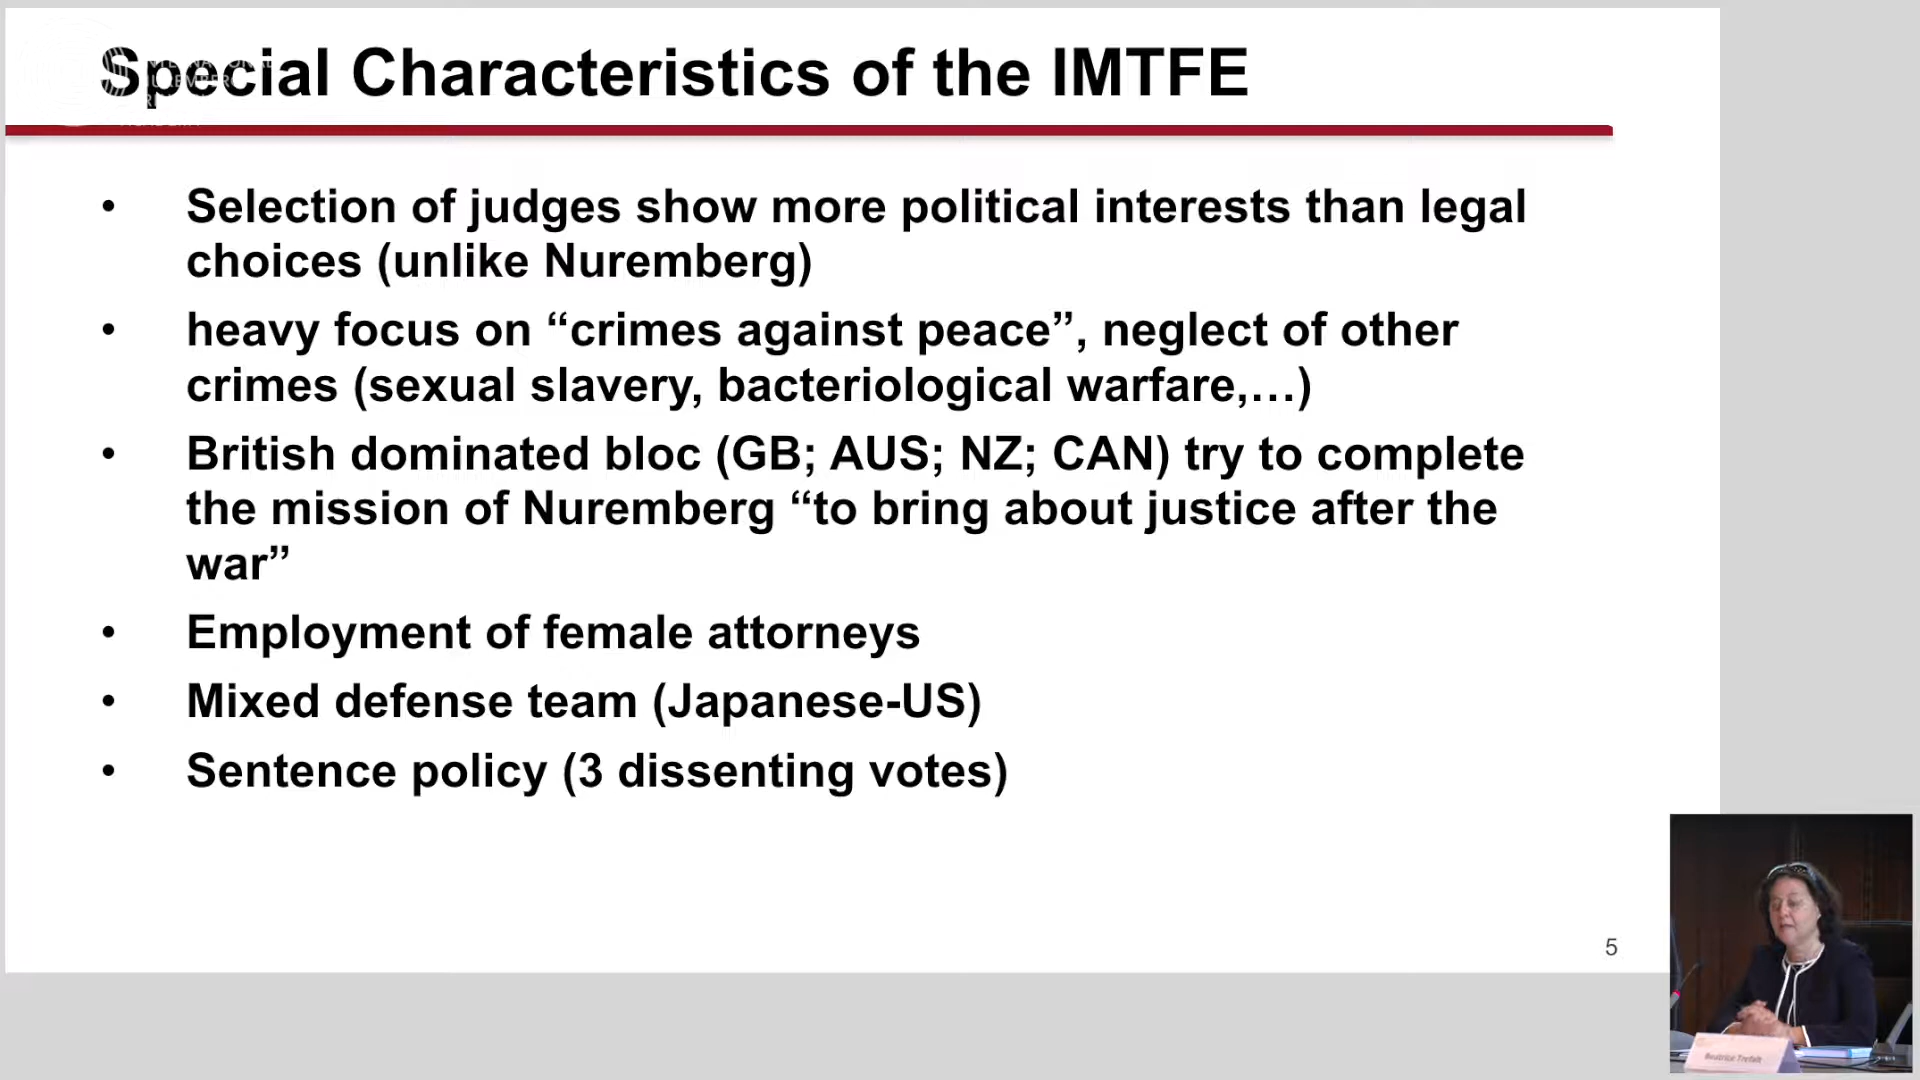 Special Characteristics of the IMTFE
• Selection of judges show more political interests than legal
choices (unlike Nuremberg)
• heavy focus on “crimes against peace”, neglect of other
crimes (sexual slavery, bacteriological warfare,…)
• British dominated bloc (GB; AUS; NZ; CAN) try to complete
the mission of Nuremberg “to bring about justice after the
war”
• Employment of female attorneys
• Mixed defense team (Japanese-US)
• Sentence policy (3 dissenting votes)
5
Beatrice Trefalt